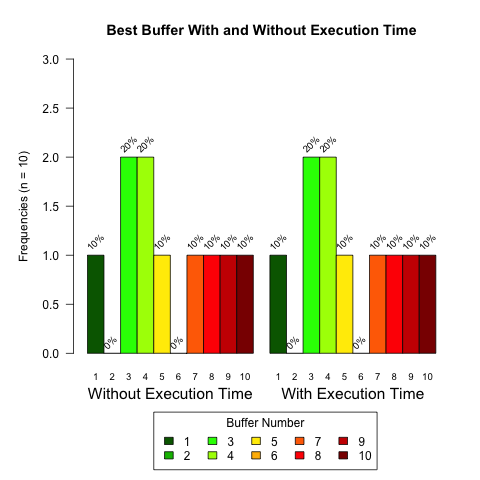 Best Buffer With and Without Execution Time
Frequencies (n = 10)
3.0
2.5
2.0
1.5
1.0
0.5
0.0
10% 0% 20% 20% 10% 0% 10% 10% 10% 10%
10% 0% 20% 20% 10% 0% 10% 10% 10% 10%
1 2 3 4 5 6 7 8 9 10
1 2 3 4 5 6 7 8 9 10
Without Execution Time
With Execution Time
Buffer Number
1 3 5 7 9
2 4 6 8 10